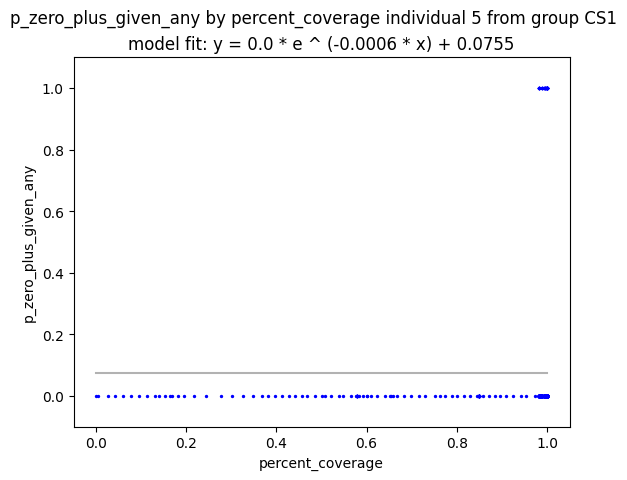 p_zero_plus_given_any by percent_coverage individual 5 from group CS1
model fit: y = 0.0 * e ^ (-0.0006 * x) + 0.0755
1.0
0.8
0.6
0.4
0.2
0.0
p_zero_plus_given_any
0.0 0.2 0.4 0.6 0.8 1.0
percent_coverage